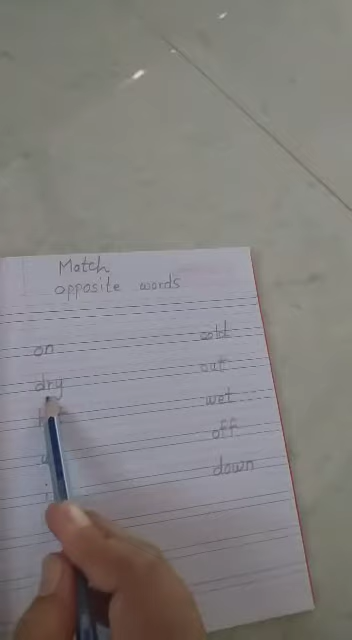 Match
opposite words
on cold
dry out
wet
off
down